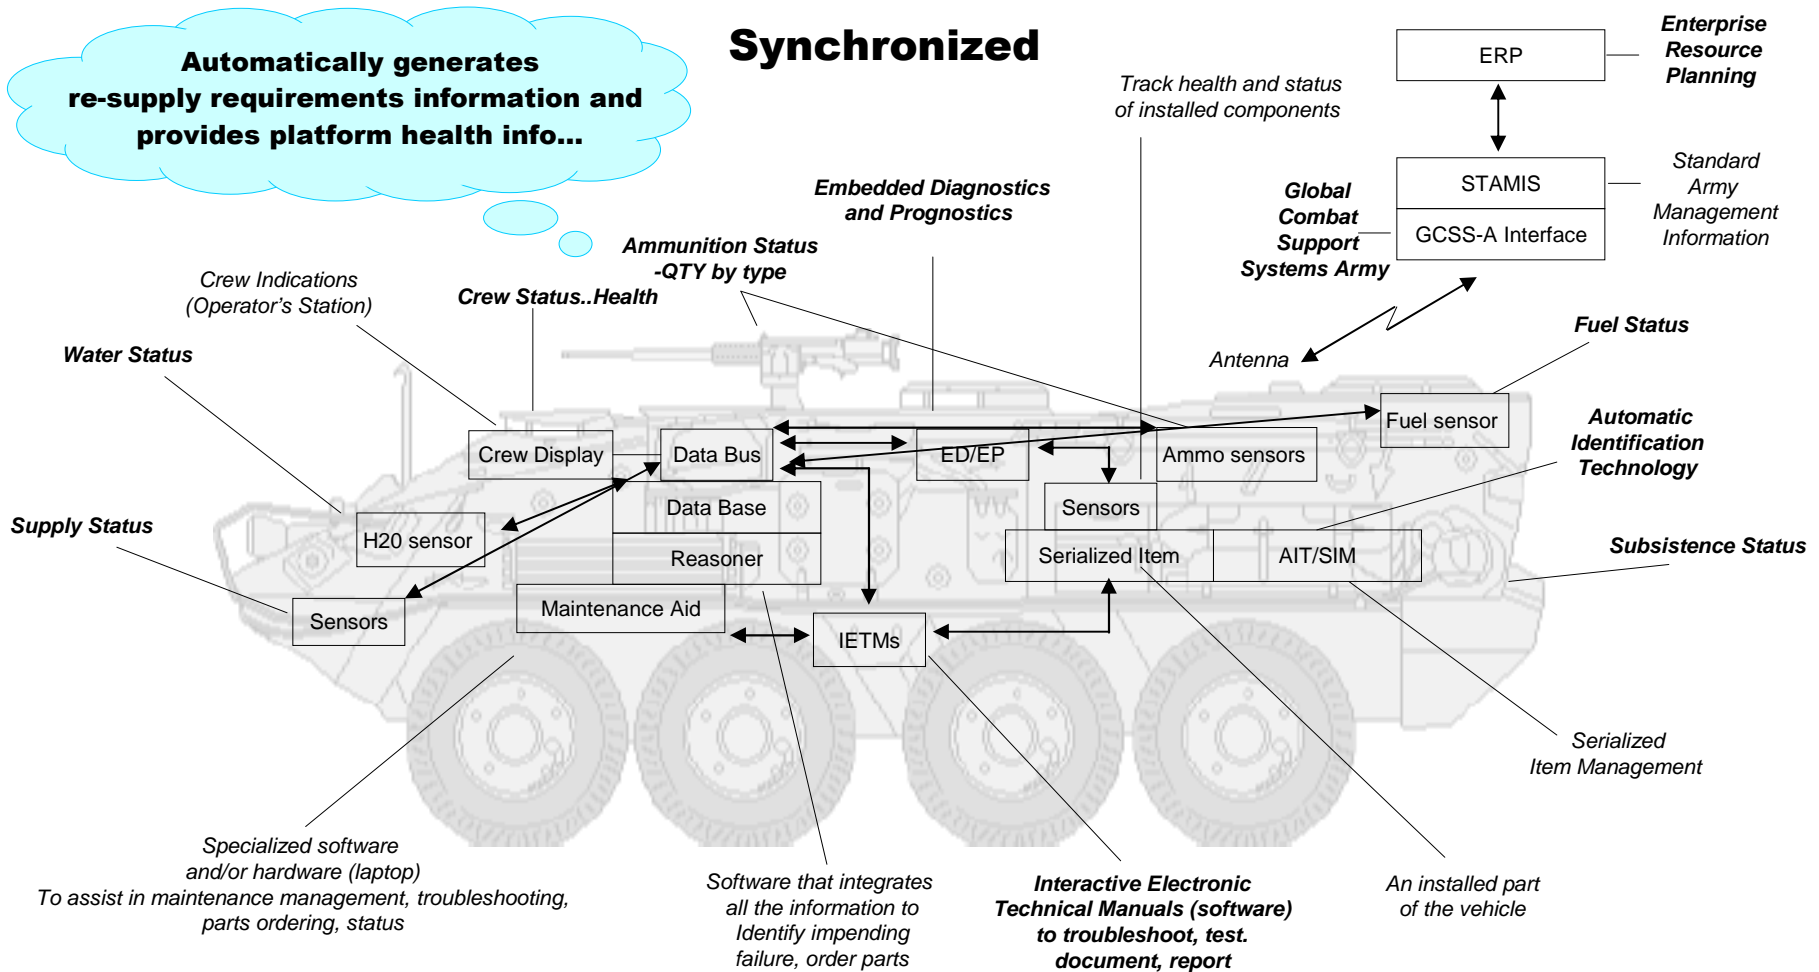 Synchronized
Automatically generates
re-supply requirements information and
provides platform health info...
Enterprise
Resource
Planning
ERP
Track health and status
of installed components
STAMIS
Standard
Army
Management
Information
GCSS-A Interface
Global
Combat
Support
Systems Army
Embedded Diagnostics
and Prognostics
Ammunition Status
-QTY by type
Crew Indications
(Operator's Station)
Crew Status..Health
Water Status
Antenna
Fuel Status
Fuel sensor
Automatic
Identification
Technology
Crew Display
Data Bus
ED/EP
Ammo sensors
Data Base
Sensors
Supply Status
H20 sensor
Reasoner
Serialized Item
AIT/SIM
Subsistence Status
Sensors
Maintenance Aid
IETMs
Serialized
Item Management
Specialized software
and/or hardware (laptop)
To assist in maintenance management, troubleshooting,
parts ordering, status
Software that integrates
all the information to
Identify impending
failure, order parts
Interactive Electronic
Technical Manuals (software)
to troubleshoot, test.
document, report
An installed part
of the vehicle